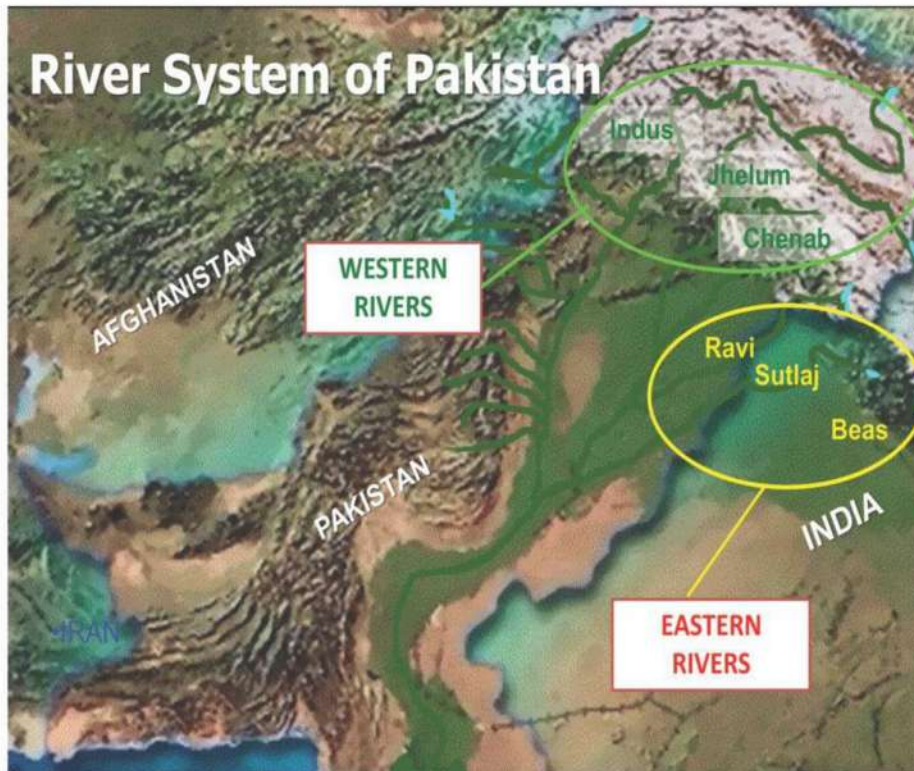 River System of Pakistan
Indus
Jhelum
Chenab
WESTERN
RIVERS
AFGHANISTAN
Ravi
Sutlaj
Beas
PAKISTAN
INDIA
IRAN
EASTERN
RIVERS